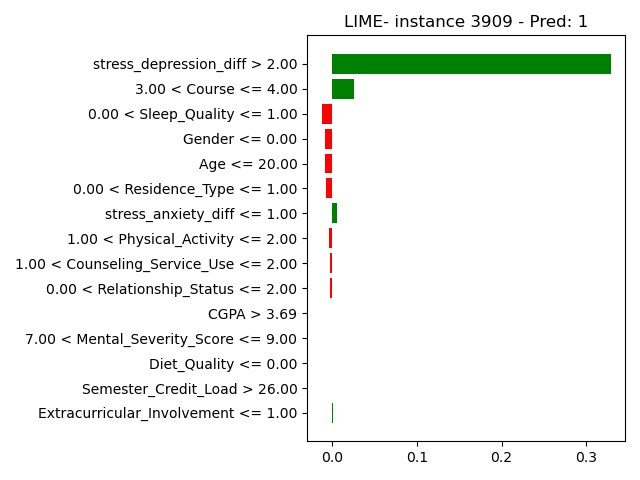 LIME- instance 3909 - Pred: 1
stress_depression_diff > 2.00
3.00 < Course <= 4.00
0.00 < Sleep_Quality <= 1.00
Gender <= 0.00
Age <= 20.00
0.00 < Residence_Type <= 1.00
stress_anxiety_diff <= 1.00
1.00 < Physical_Activity <= 2.00
1.00 < Counseling_Service_Use <= 2.00
0.00 < Relationship_Status <= 2.00
CGPA > 3.69
7.00 < Mental_Severity_Score <= 9.00
Diet_Quality <= 0.00
Semester_Credit_Load > 26.00
Extracurricular_Involvement <= 1.00
0.0 0.1 0.2 0.3